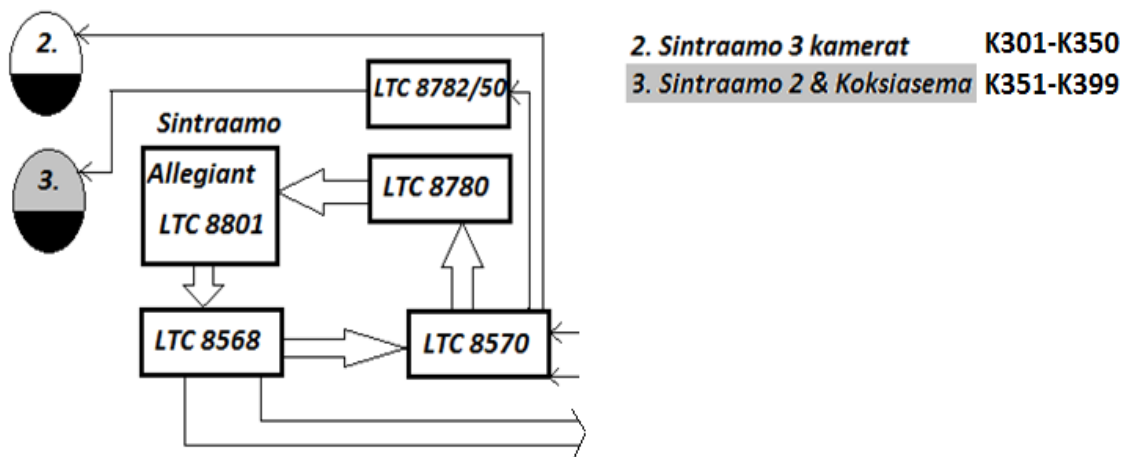 2.
2. Sintraamo 3 kamerat K301-K350
3. Sintraamo 2 & Koksiasema K351-K399
LTC 8782/50
Sintraamo
3.
Allegiant
LTC 8801
LTC 8780
LTC 8568
LTC 8570